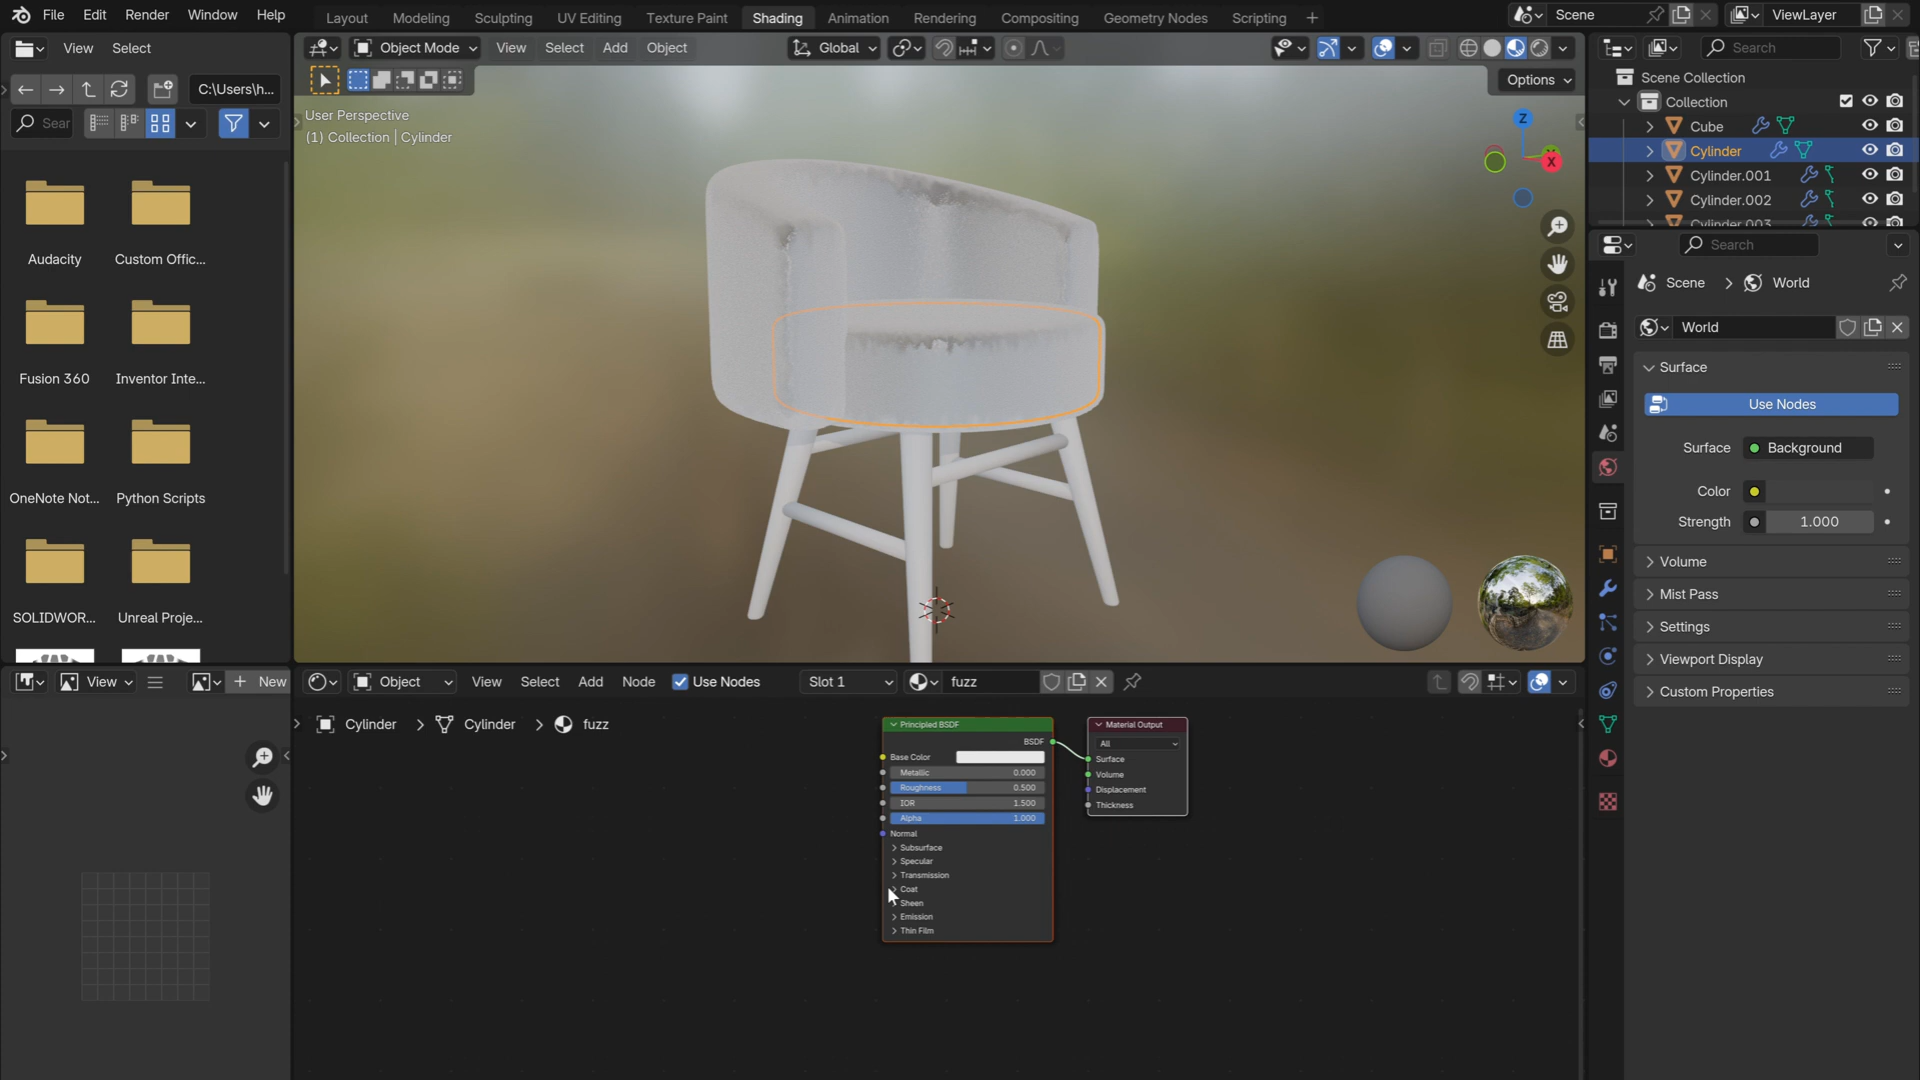 File Edit Render Window Help
Layout Modeling Sculpting UV Editing Texture Paint Shading Animation Rendering Compositing Geometry Nodes Scripting
Scene
ViewLayer
View Select
Object Mode View Select Add Object
Global
Search
Options
C:\Users\h...
Sear
Scene Collection
Collection
Cube
Cylinder
Cylinder.001
Cylinder.002
Cylinder.003
User Perspective
(1) Collection | Cylinder
Z
X
Audacity
Custom Offic...
Fusion 360
Inventor Inte...
OneNote Not...
Python Scripts
SOLIDWOR...
Unreal Proje...
Search
Scene > World
World
Surface
Use Nodes
Surface Background
Color
Strength 1.000
Volume
Mist Pass
Settings
Viewport Display
Custom Properties
View
New
Object View Select Add Node Use Nodes Slot 1 fuzz
Cylinder > Cylinder > fuzz
Principled BSDF
BSDF
Base Color
Metallic 0.000
Roughness 0.500
IOR 1.500
Alpha 1.000
Normal
Subsurface
Specular
Transmission
Coat
Sheen
Emission
Thin Film
Material Output
All
Surface
Volume
Displacement
Thickness